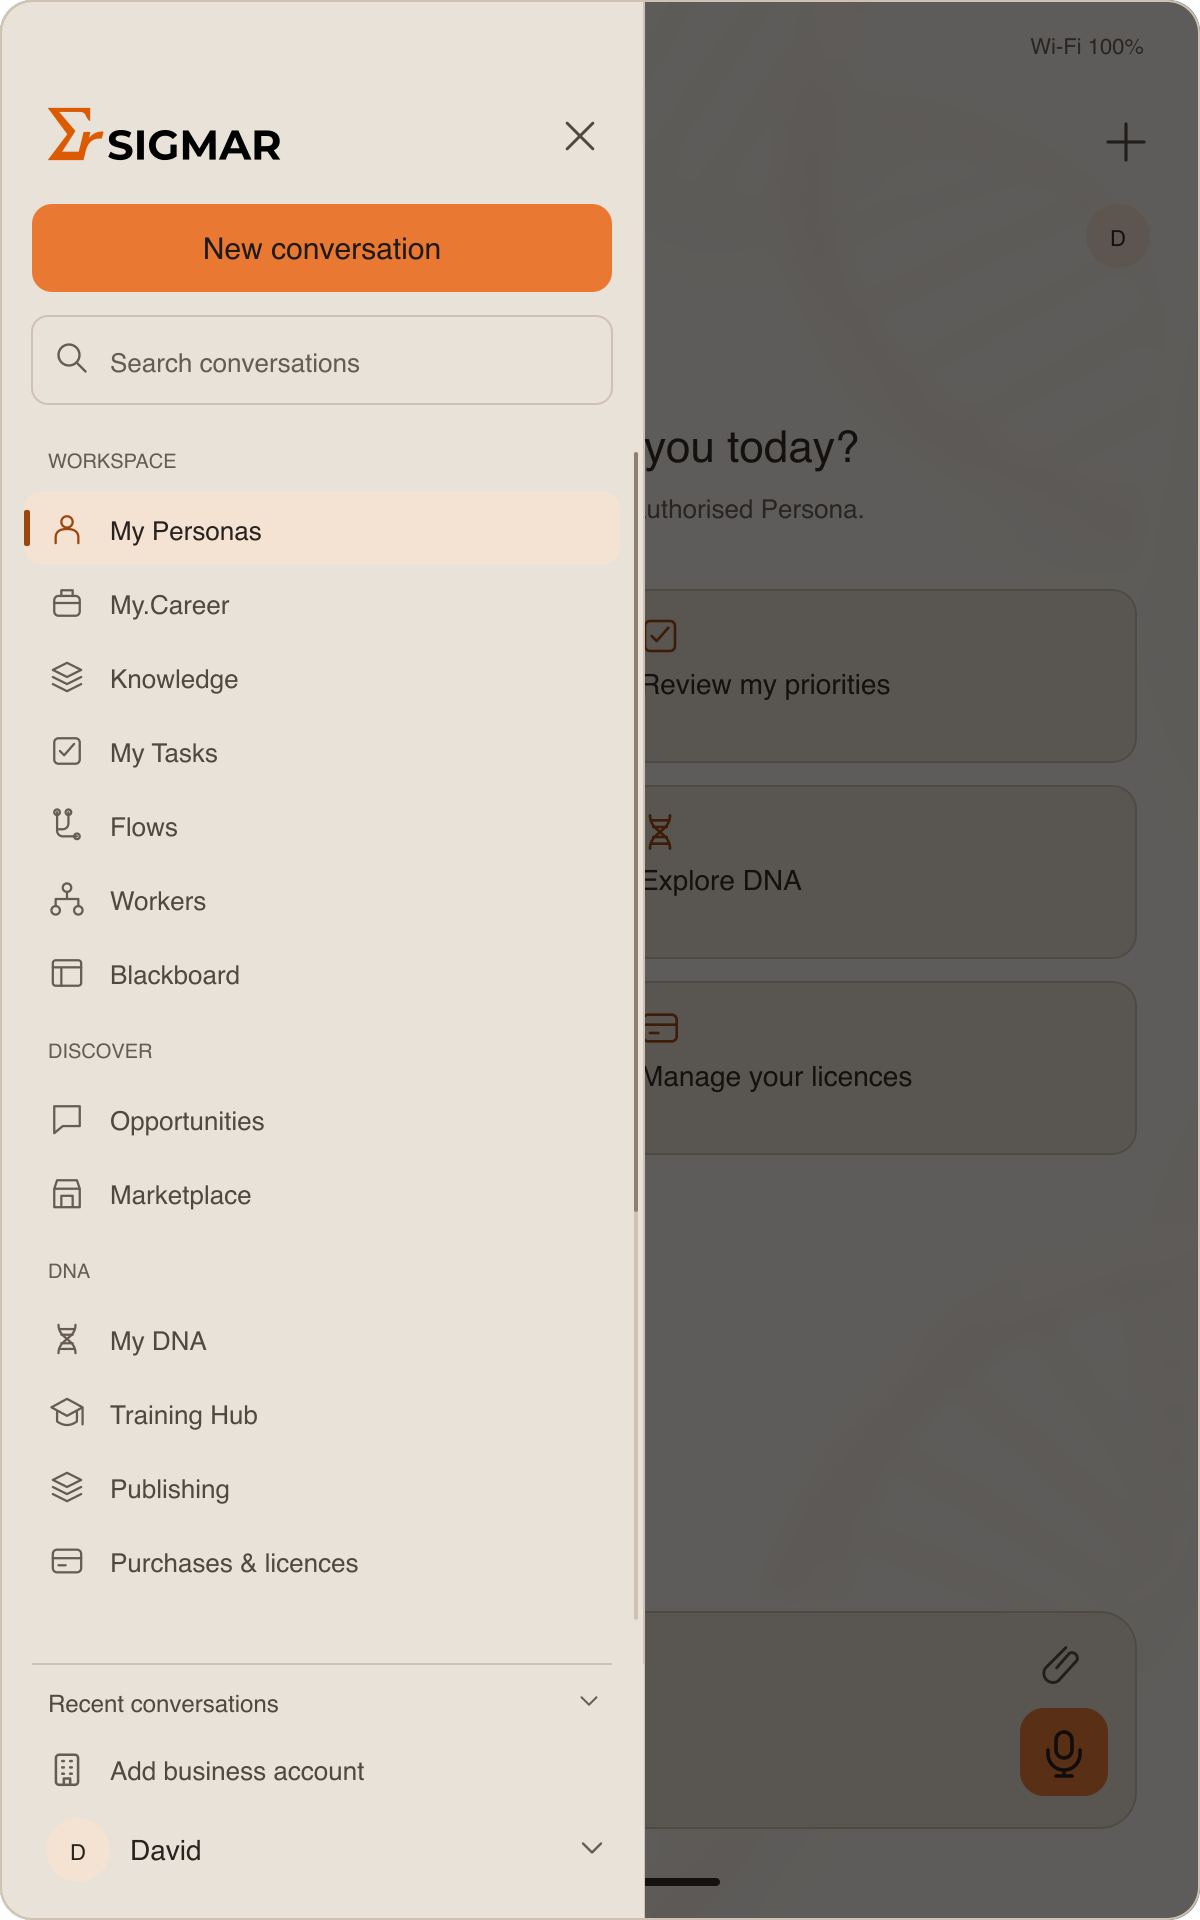 Wi-Fi 100%
Σr SIGMAR
New conversation
D
Search conversations
WORKSPACE
you today?
My Personas
uthorised Persona.
My.Career
Knowledge
Review my priorities
My Tasks
Flows
Workers
Explore DNA
Blackboard
DISCOVER
Manage your licences
Opportunities
Marketplace
DNA
My DNA
Training Hub
Publishing
Purchases & licences
Recent conversations
Add business account
D David